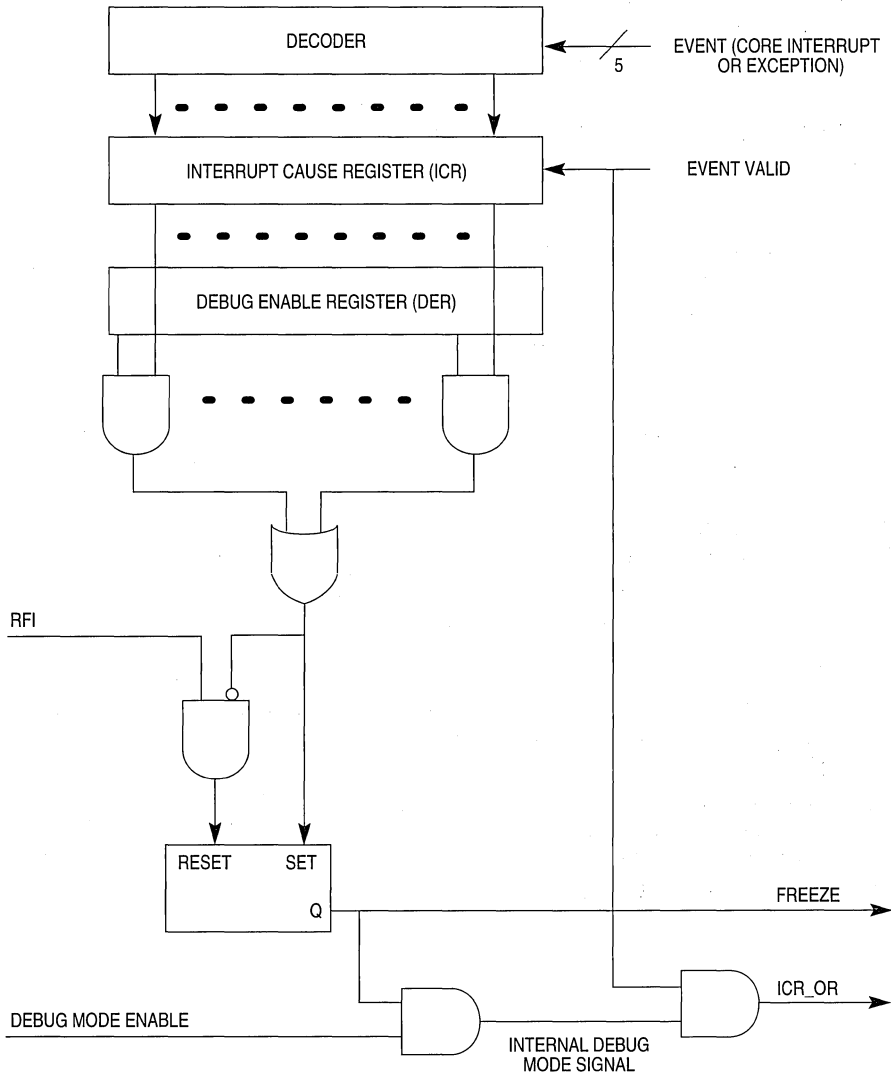 DECODER
EVENT (CORE INTERRUPT
OR EXCEPTION)
5
INTERRUPT CAUSE REGISTER (ICR)
EVENT VALID
DEBUG ENABLE REGISTER (DER)
RFI
RESET
SET
Q
FREEZE
ICR_OR
DEBUG MODE ENABLE
INTERNAL DEBUG
MODE SIGNAL